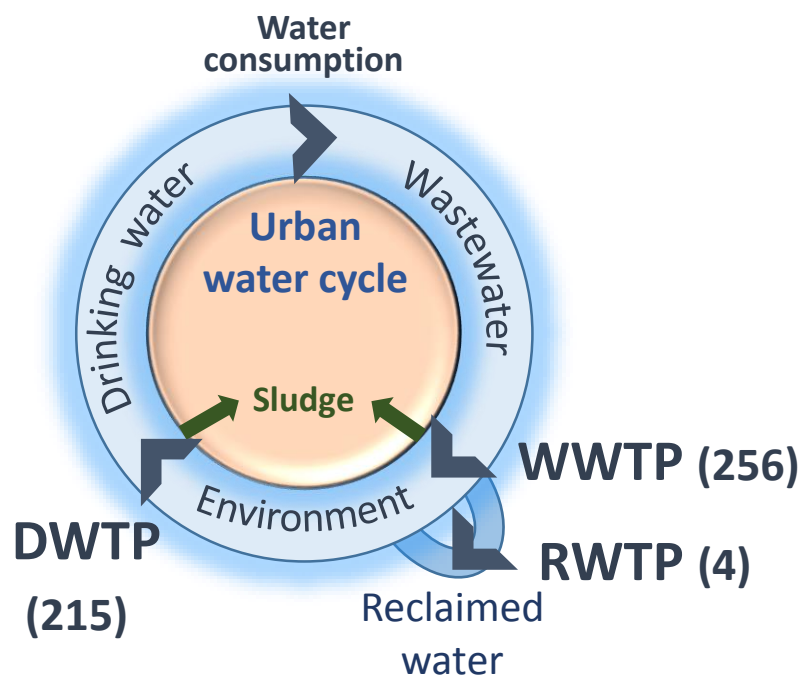 Water
consumption
Drinking water
Wastewater
Urban
water cycle
Sludge
Environment
WWTP (256)
DWTP
(215)
RWTP (4)
Reclaimed
water